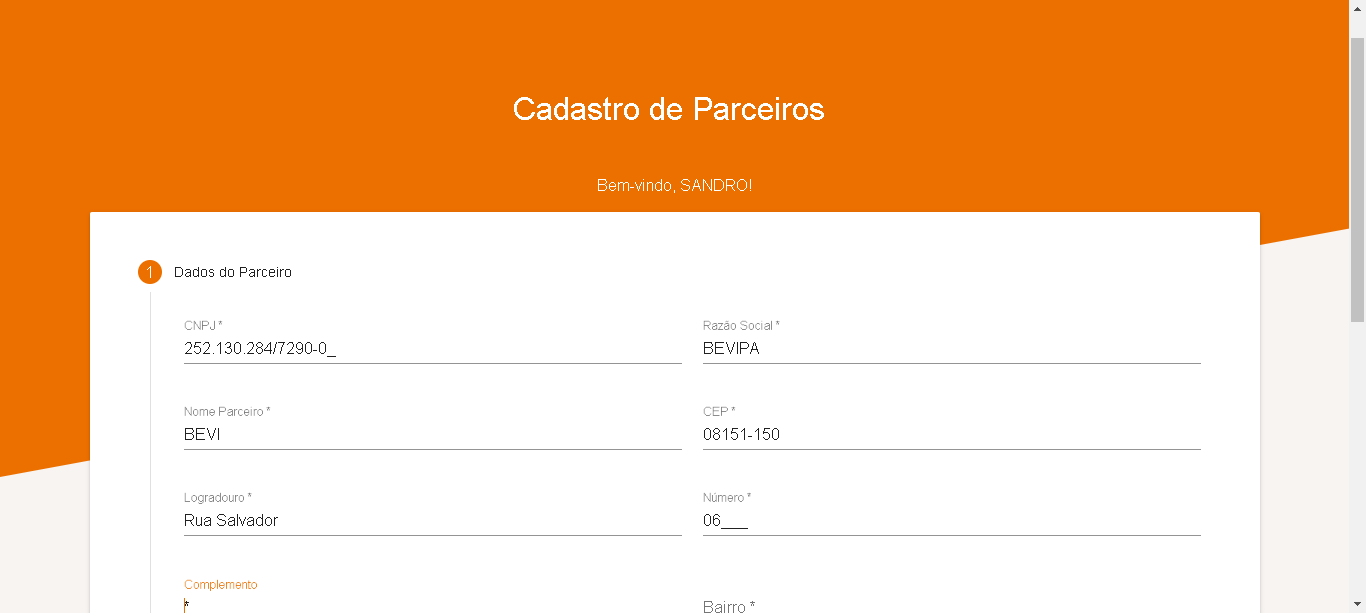 Cadastro de Parceiros
Bem-vindo, SANDRO!
1 Dados do Parceiro
CNPJ * Razão Social *
252.130.284/7290-0_ BEVIPA
Nome Parceiro * CEP *
BEVI 08151-150
Logradouro * Número *
Rua Salvador 06___
Complemento
* Bairro *